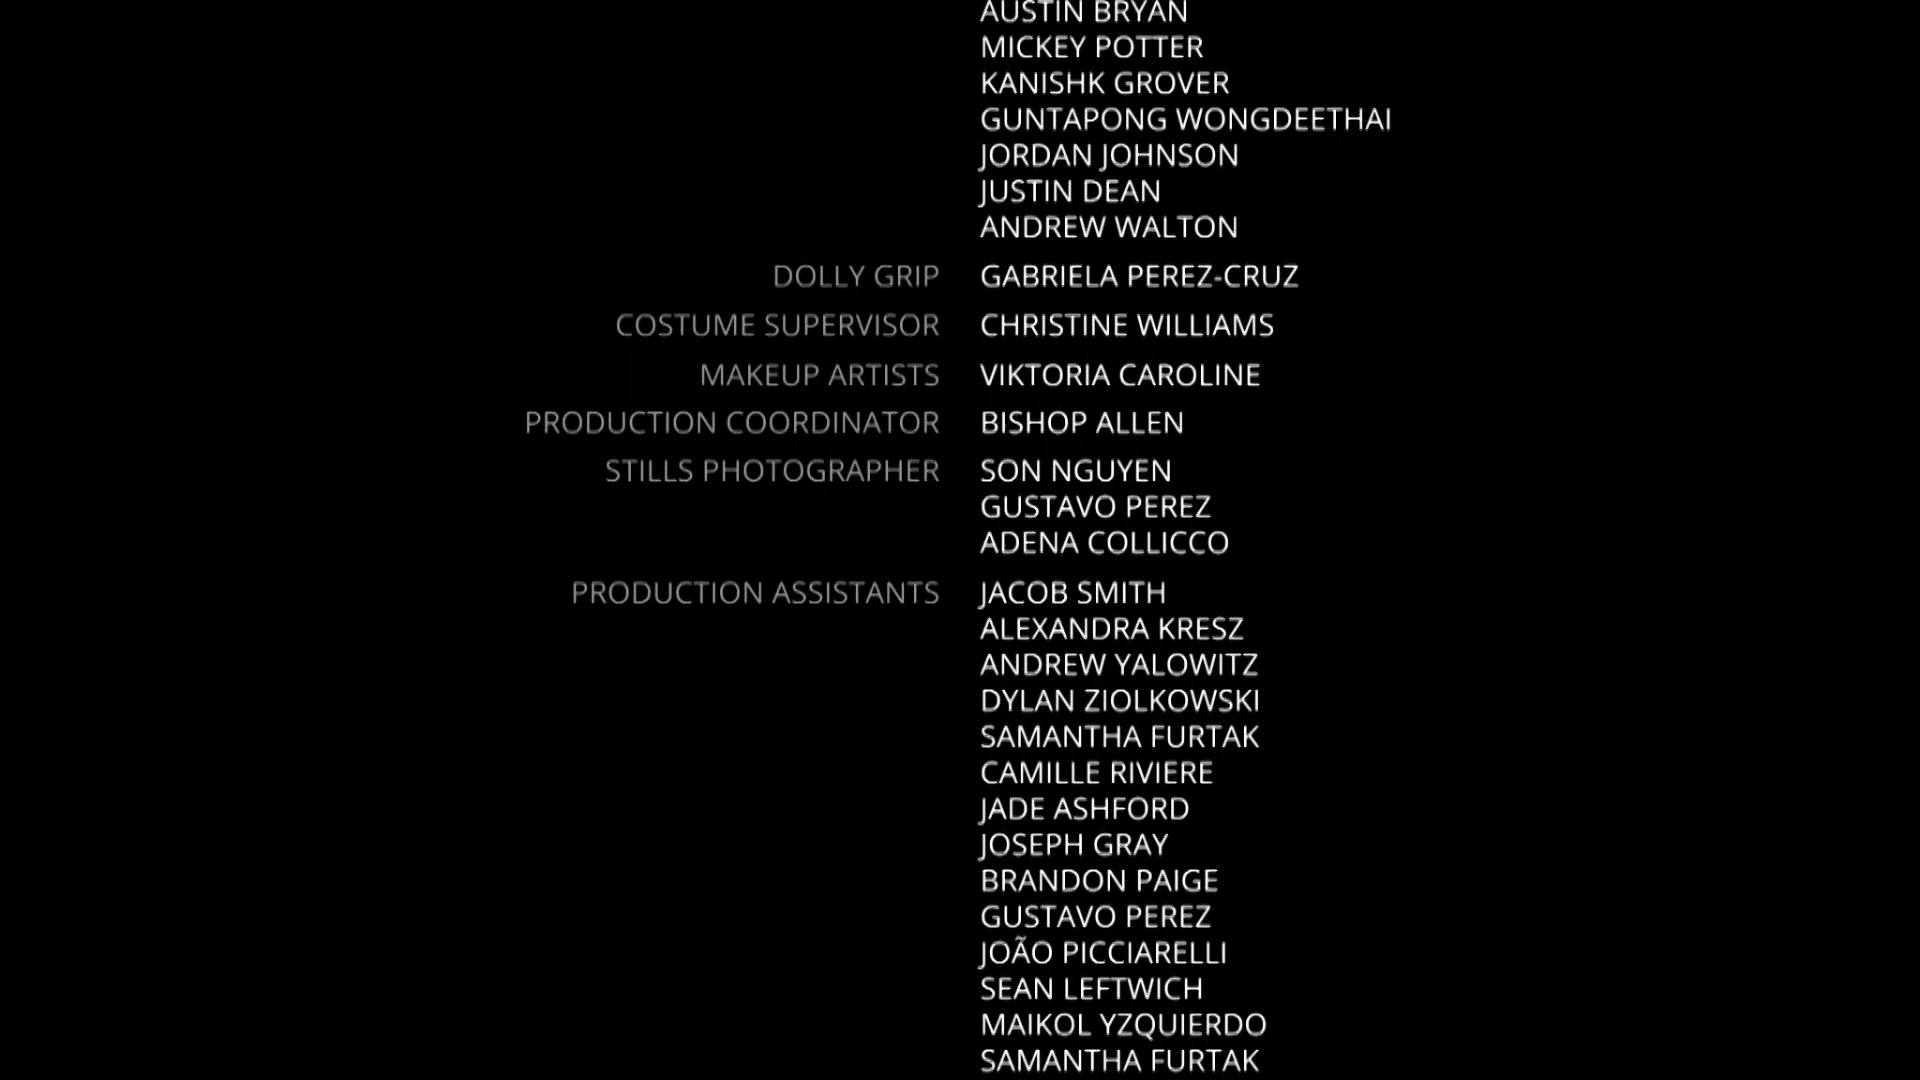 AUSTIN BRYAN
MICKEY POTTER
KANISHK GROVER
GUNTAPONG WONGDEETHAI
JORDAN JOHNSON
JUSTIN DEAN
ANDREW WALTON
DOLLY GRIP GABRIELA PEREZ-CRUZ
COSTUME SUPERVISOR CHRISTINE WILLIAMS
MAKEUP ARTISTS VIKTORIA CAROLINE
PRODUCTION COORDINATOR BISHOP ALLEN
STILLS PHOTOGRAPHER SON NGUYEN
GUSTAVO PEREZ
ADENA COLLICCO
PRODUCTION ASSISTANTS JACOB SMITH
ALEXANDRA KRESZ
ANDREW YALOWITZ
DYLAN ZIOLKOWSKI
SAMANTHA FURTAK
CAMILLE RIVIERE
JADE ASHFORD
JOSEPH GRAY
BRANDON PAIGE
GUSTAVO PEREZ
JOÃO PICCIARELLI
SEAN LEFTWICH
MAIKOL YZQUIERDO
SAMANTHA FURTAK